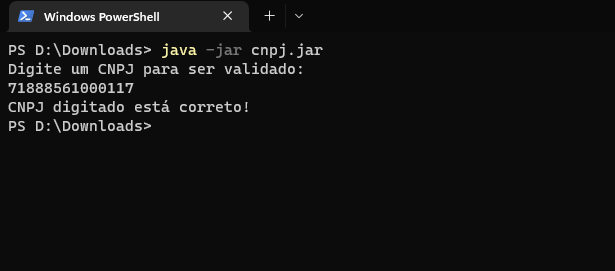 Windows PowerShell
PS D:\Downloads> java -jar cnpj.jar
Digite um CNPJ para ser validado:
71888561000117
CNPJ digitado está correto!
PS D:\Downloads>